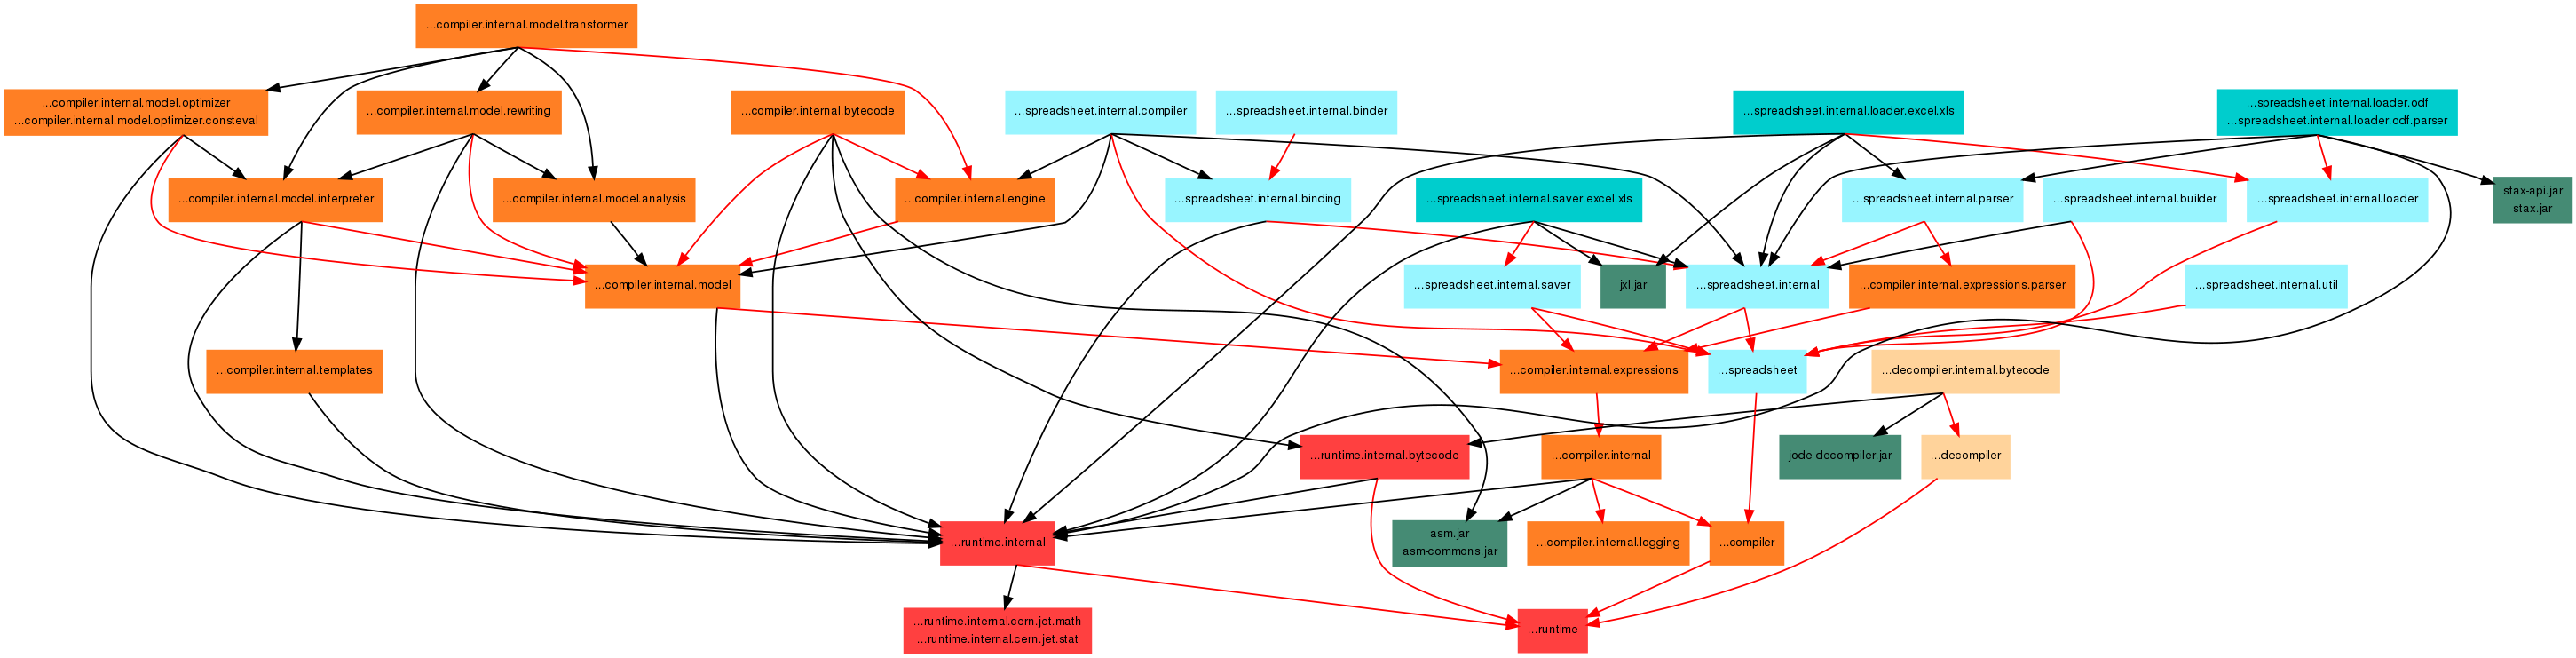 ...compiler.internal.model.transformer
...compiler.internal.model.optimizer
...compiler.internal.model.optimizer.consteval
...compiler.internal.model.rewriting
...compiler.internal.bytecode
...spreadsheet.internal.compiler
...spreadsheet.internal.binder
...spreadsheet.internal.loader.excel.xls
...spreadsheet.internal.loader.odf
...spreadsheet.internal.loader.odf.parser
...compiler.internal.model.interpreter
...compiler.internal.model.analysis
...compiler.internal.engine
...spreadsheet.internal.binding
...spreadsheet.internal.saver.excel.xls
...spreadsheet.internal.parser
...spreadsheet.internal.builder
...spreadsheet.internal.loader
stax-api.jar
stax.jar
...compiler.internal.model
...spreadsheet.internal.saver
jxl.jar
...spreadsheet.internal
...compiler.internal.expressions.parser
...spreadsheet.internal.util
...compiler.internal.templates
...compiler.internal.expressions
...spreadsheet
...decompiler.internal.bytecode
...runtime.internal.bytecode
...compiler.internal
jode-decompiler.jar
...decompiler
...runtime.internal
asm.jar
asm-commons.jar
...compiler.internal.logging
...compiler
...runtime.internal.cern.jet.math
...runtime.internal.cern.jet.stat
...runtime